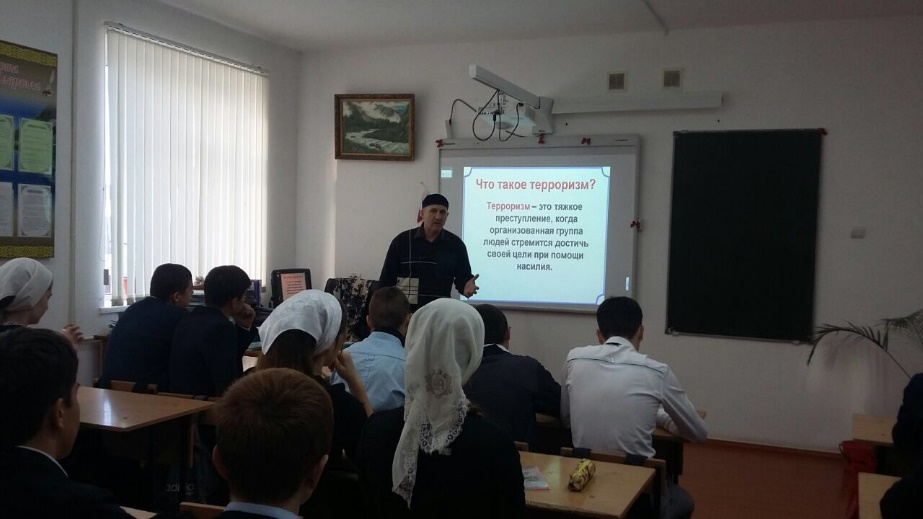 Что такое терроризм?
Терроризм – это тяжкое
преступление, когда
организованная группа
людей стремится достичь
своей цели при помощи
насилия.